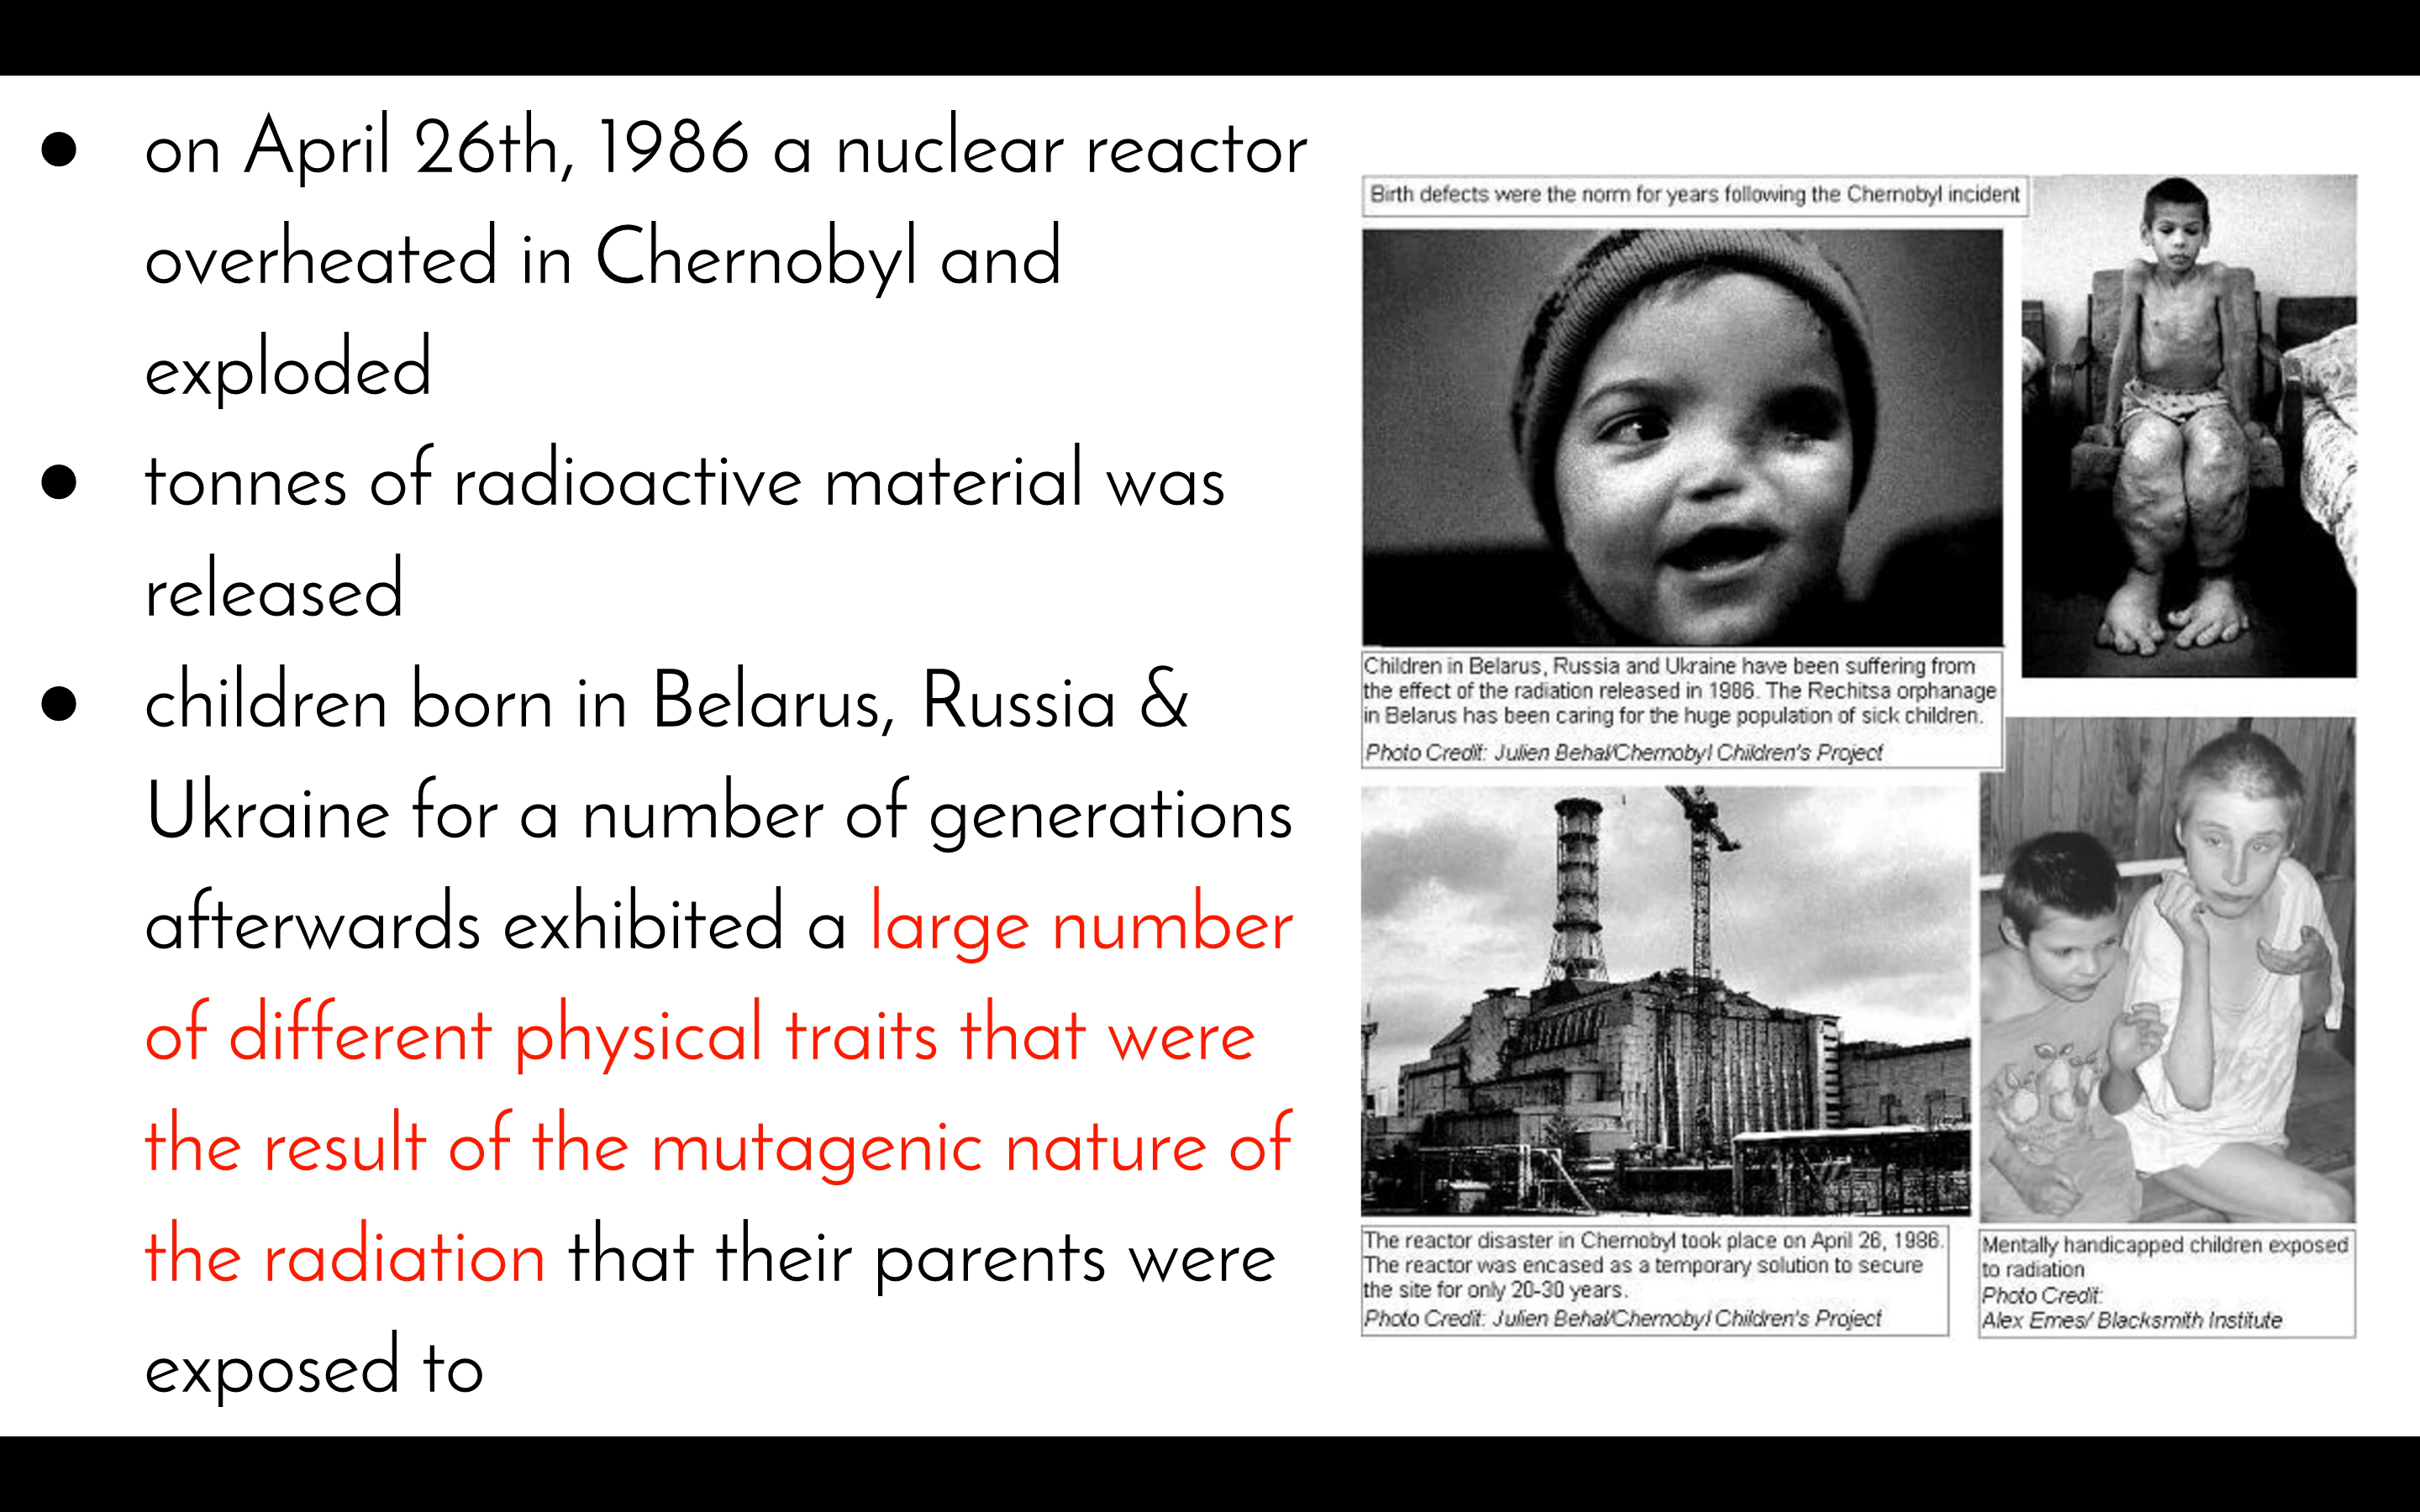 ● on April 26th, 1986 a nuclear reactor
overheated in Chernobyl and
exploded
● tonnes of radioactive material was
released
● children born in Belarus, Russia &
Ukraine for a number of generations
afterwards exhibited a large number
of different physical traits that were
the result of the mutagenic nature of
the radiation that their parents were
exposed to
Birth defects were the norm for years following the Chernobyl incident
Children in Belarus, Russia and Ukraine have been suffering from
the effect of the radiation released in 1986. The Rechitsa orphanage
in Belarus has been caring for the huge population of sick children.
Photo Credit: Julien Behal/Chernobyl Children's Project
The reactor disaster in Chernobyl took place on April 26, 1986.
The reactor was encased as a temporary solution to secure
the site for only 20-30 years.
Photo Credit: Julien Behal/Chernobyl Children's Project
Mentally handicapped children exposed
to radiation
Photo Credit:
Alex Emes/ Blacksmith Institute